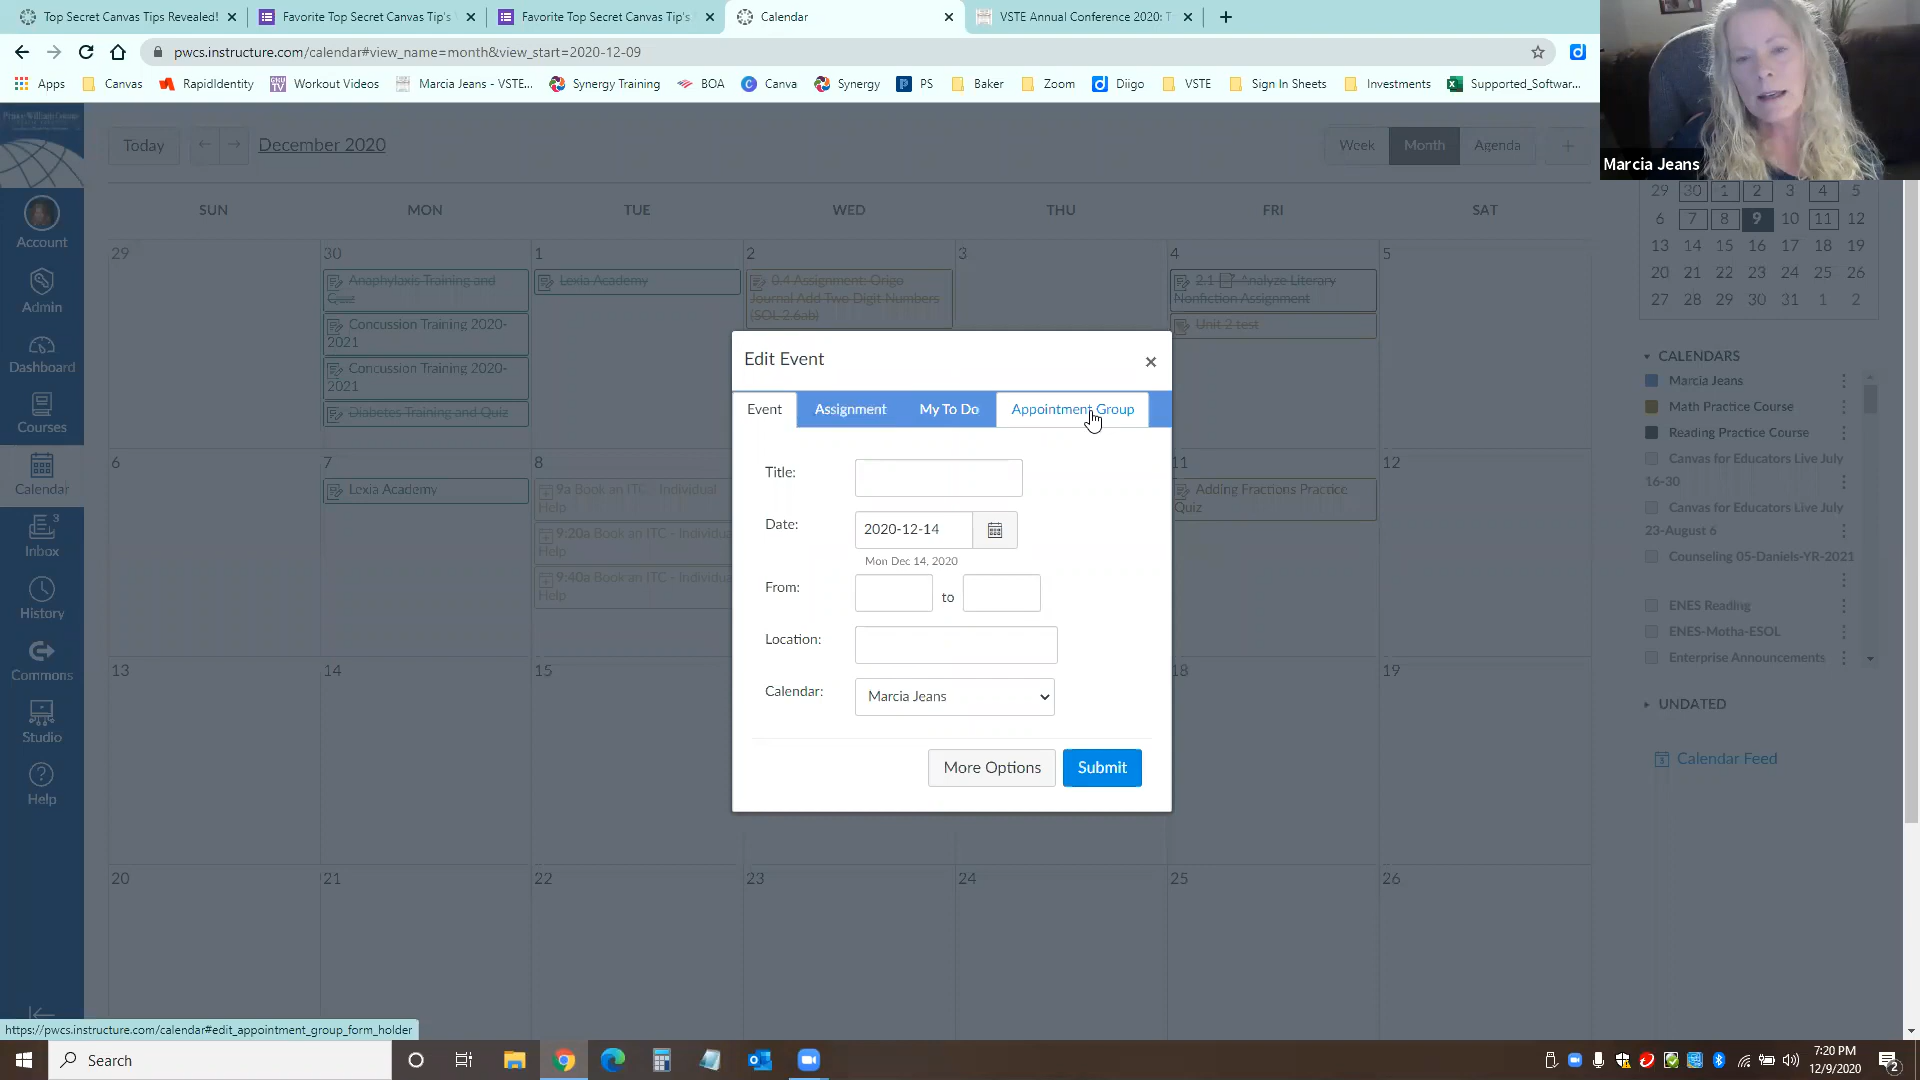 Top Secret Canvas Tips Revealed!
Favorite Top Secret Canvas Tip's
Favorite Top Secret Canvas Tip's
Calendar
VSTE Annual Conference 2020: T
pwcs.instructure.com/calendar#view_name=month&view_start=2020-12-09
Apps
Canvas
RapidIdentity
Workout Videos
Marcia Jeans - VSTE...
Synergy Training
BOA
Canva
Synergy
PS
Baker
Zoom
Diigo
VSTE
Sign In Sheets
Investments
Supported_Softwar...
Marcia Jeans
Prince William County
Account
Admin
Dashboard
Courses
Calendar
3
Inbox
History
Commons
Studio
Help
Today
December 2020
Week
Month
Agenda
SUN MON TUE WED THU FRI SAT
29 30 1 2 3 4 5
Anaphylaxis Training and
Quiz
Concussion Training 2020-
2021
Concussion Training 2020-
2021
Diabetes Training and Quiz
Lexia Academy
0.4 Assignment: Origo
Journal Add Two Digit Numbers
(SOL 2.6ab)
2.1 *Analyze Literary
Nonfiction Assignment
Unit 2 test
6 7 8 11 12
Lexia Academy
9a Book an ITC - Individual
Help
9:20a Book an ITC - Individua
Help
9:40a Book an ITC - Individua
Help
Adding Fractions Practice
Quiz
13 14 15 18 19
20 21 22 23 24 25 26
Edit Event
Event
Assignment
My To Do
Appointment Group
Title:
Date:
2020-12-14
Mon Dec 14, 2020
From:
to
Location:
Calendar:
Marcia Jeans
More Options
Submit
29 30 1 2 3 4 5
6 7 8 9 10 11 12
13 14 15 16 17 18 19
20 21 22 23 24 25 26
27 28 29 30 31 1 2
CALENDARS
Marcia Jeans
Math Practice Course
Reading Practice Course
Canvas for Educators Live July
16-30
Canvas for Educators Live July
23-August 6
Counseling 05-Daniels-YR-2021
ENES Reading
ENES-Motha-ESOL
Enterprise Announcements
UNDATED
Calendar Feed
https://pwcs.instructure.com/calendar#edit_appointment_group_form_holder
Search
7:20 PM
12/9/2020
2